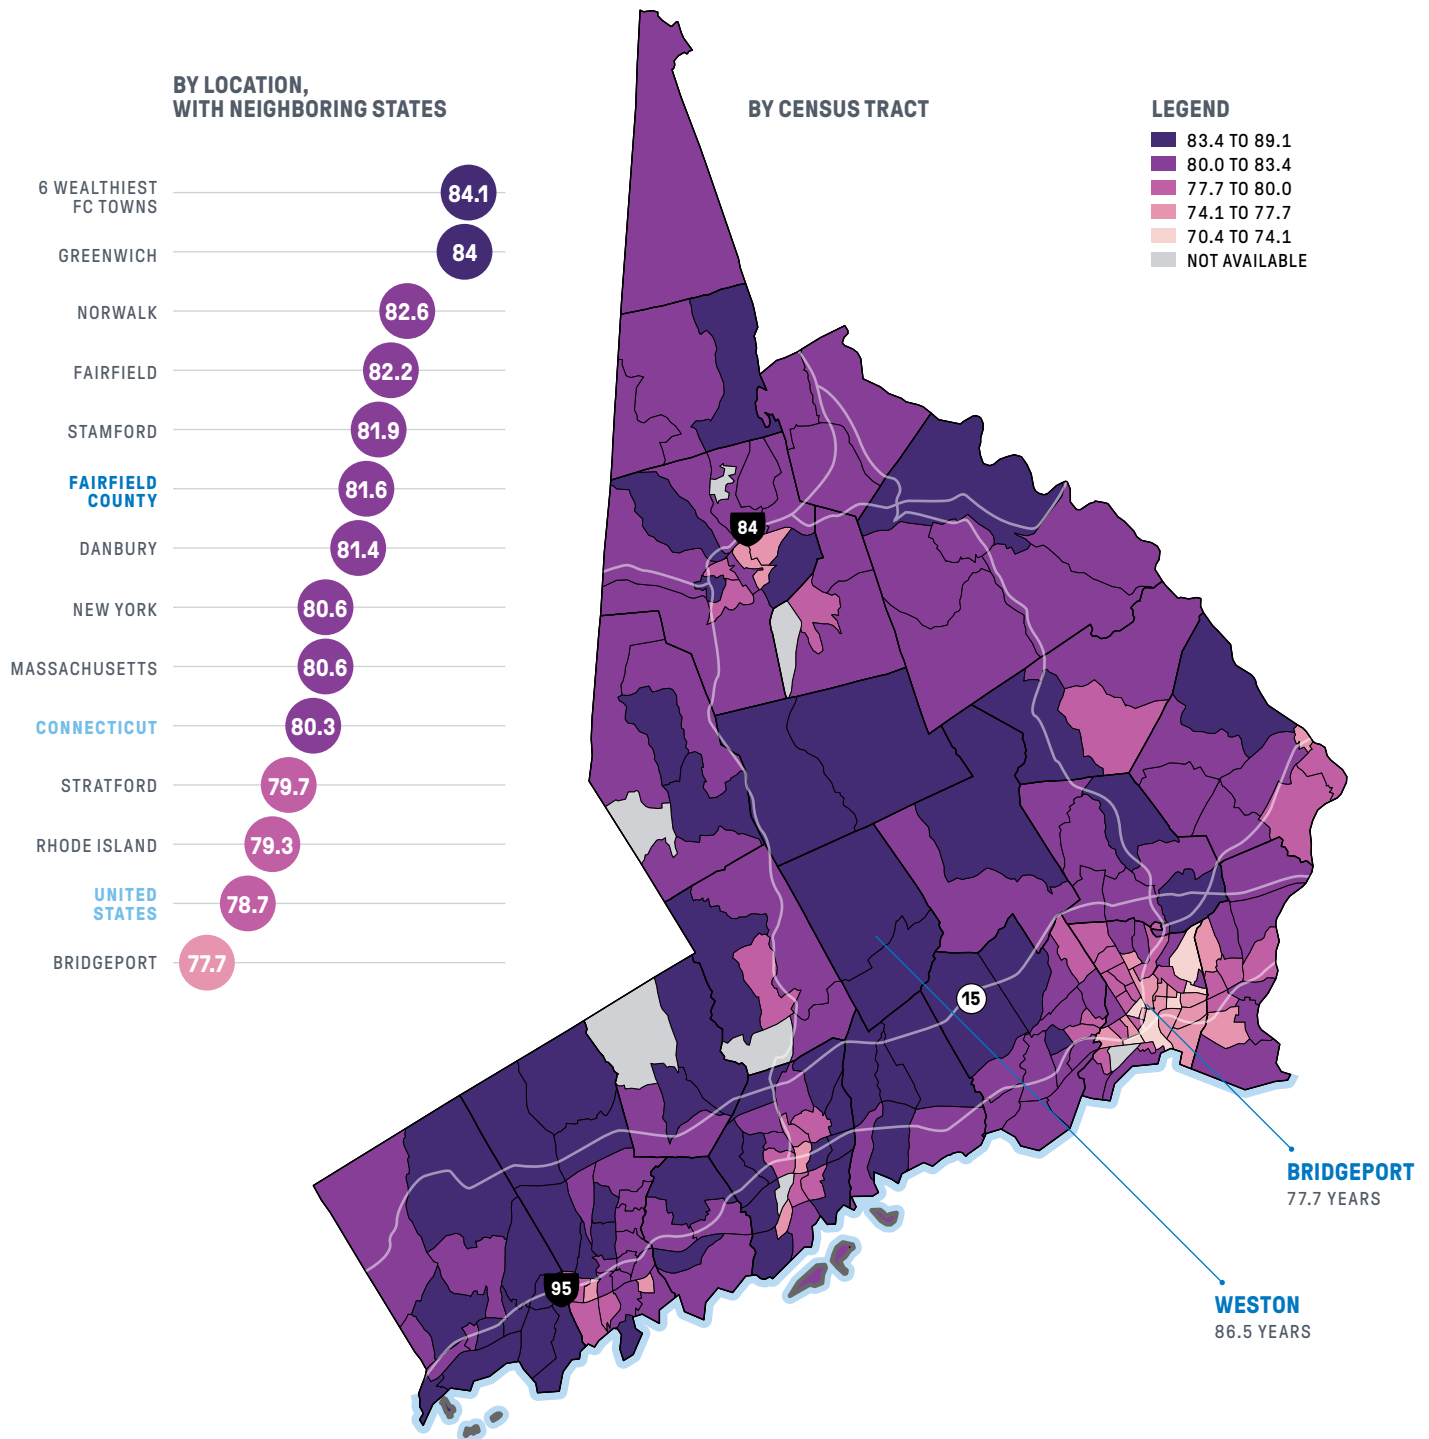 BY LOCATION,
WITH NEIGHBORING STATES
6 WEALTHIEST
FC TOWNS
84.1
GREENWICH
84
NORWALK
82.6
FAIRFIELD
82.2
STAMFORD
81.9
FAIRFIELD
COUNTY
81.6
DANBURY
81.4
NEW YORK
80.6
MASSACHUSETTS
80.6
CONNECTICUT
80.3
STRATFORD
79.7
RHODE ISLAND
79.3
UNITED
STATES
78.7
BRIDGEPORT
77.7
BY CENSUS TRACT
LEGEND
83.4 TO 89.1
80.0 TO 83.4
77.7 TO 80.0
74.1 TO 77.7
70.4 TO 74.1
NOT AVAILABLE
84
15
95
BRIDGEPORT
77.7 YEARS
WESTON
86.5 YEARS